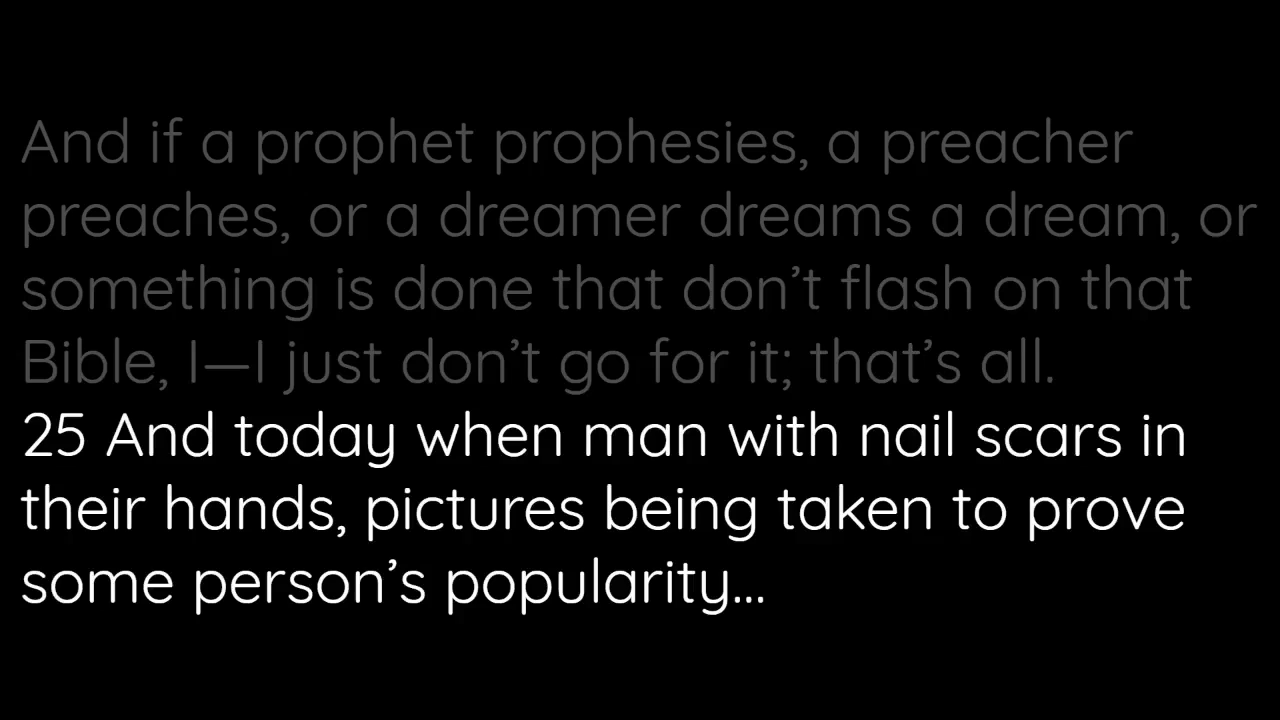 And if a prophet prophesies, a preacher
preaches, or a dreamer dreams a dream, or
something is done that don’t flash on that
Bible, I—I just don’t go for it; that’s all.
25 And today when man with nail scars in
their hands, pictures being taken to prove
some person’s popularity...